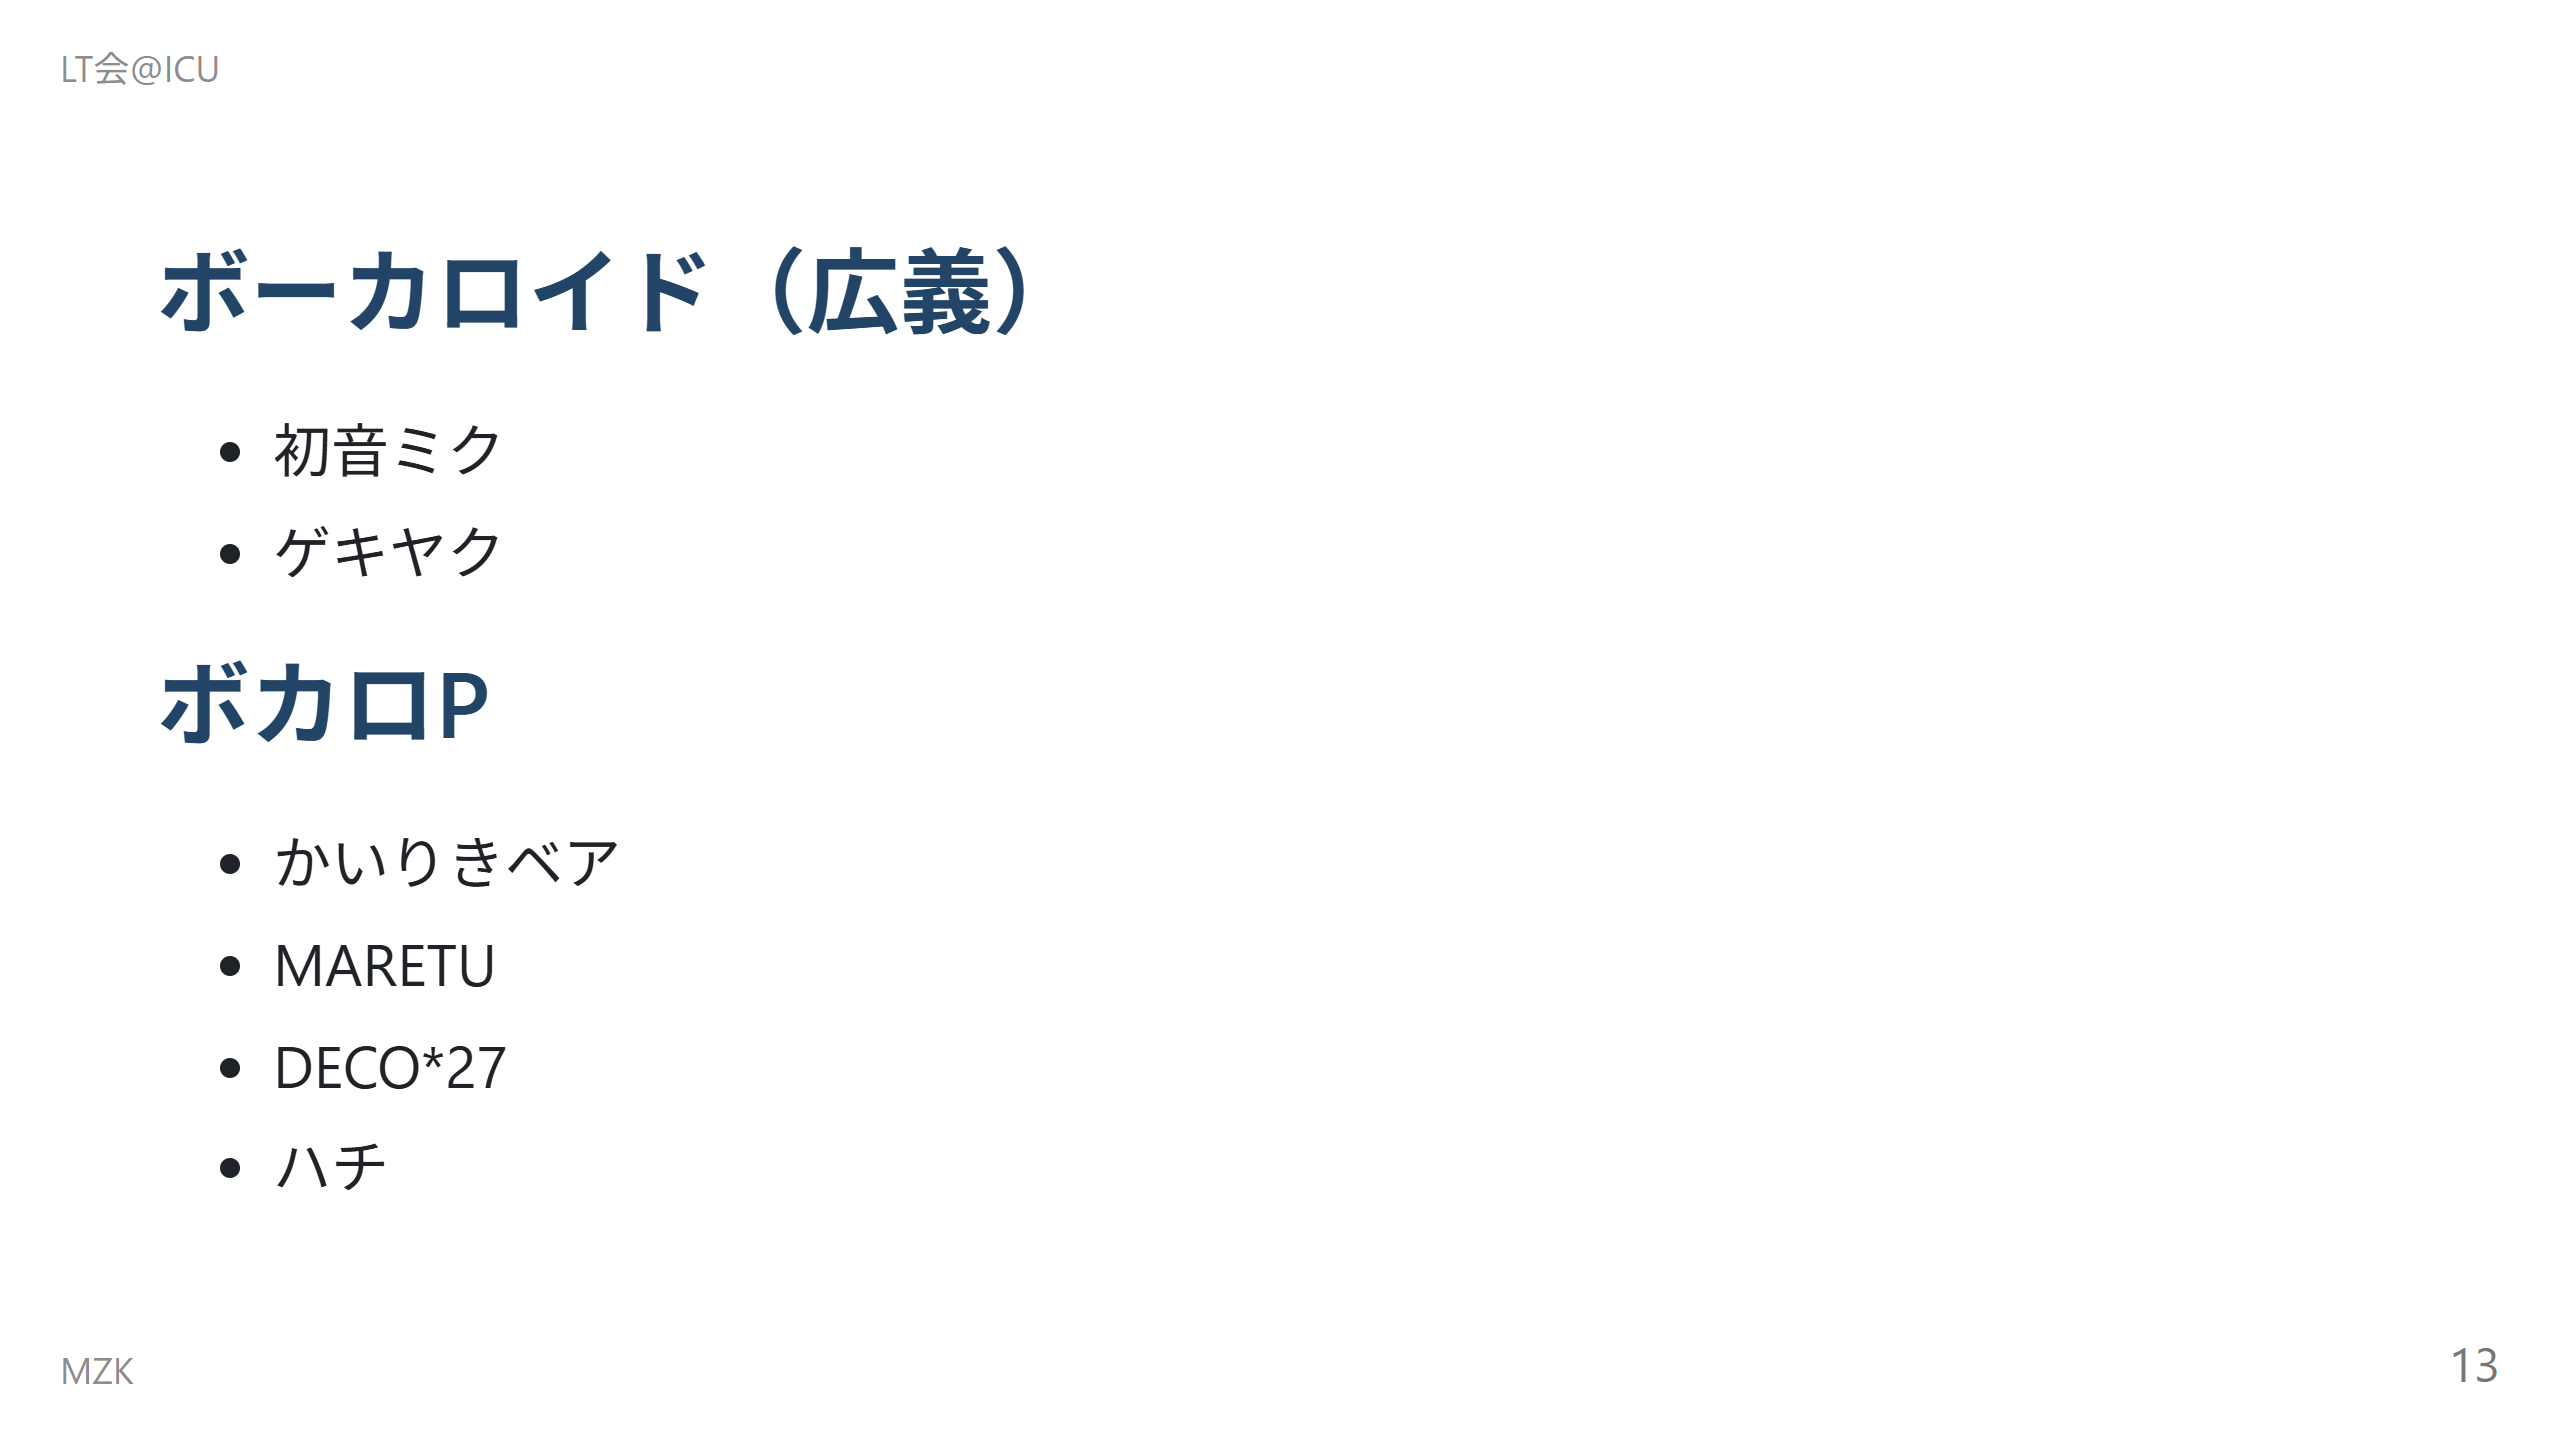 LT会@ICU
ボーカロイド（広義）
• 初音ミク
• ゲキヤク
ボカロP
• かいりきベア
• MARETU
• DECO*27
• ハチ
MZK
13